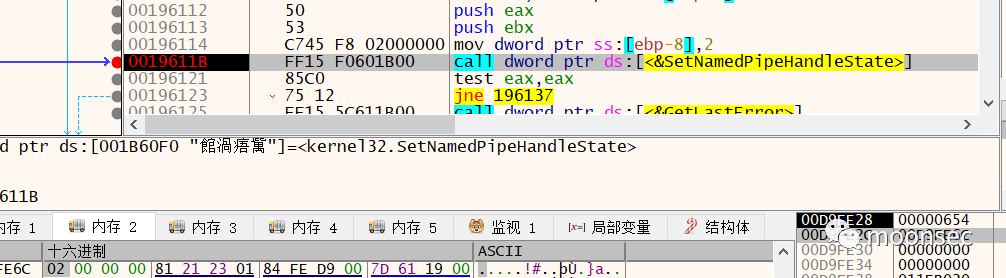 00196112 50 push eax
00196113 53 push ebx
00196114 C745 F8 02000000 mov dword ptr ss:[ebp-8],2
0019611B FF15 F0601B00 call dword ptr ds:[<&SetNamedPipeHandleState>]
00196121 85C0 test eax,eax
00196123 75 12 jne 196137
00196125 FF15 5C611B00 call dword ptr ds:[<&GetLastError>]
d ptr ds:[001B60F0 "館渦瘩駕"]=<kernel32.SetNamedPipeHandleState>
611B
内存 1 内存 2 内存 3 内存 4 内存 5 监视 1 [x]= 局部变量 结构体
十六进制 ASCII
FE6C 02 00 00 00 81 21 23 01 84 FE D9 00 7D 61 19 00 .....!#..þÙ.}a..
00D9FE28 00000654
00D9FE30 00000000
00D9FE34 00000000
moonsec